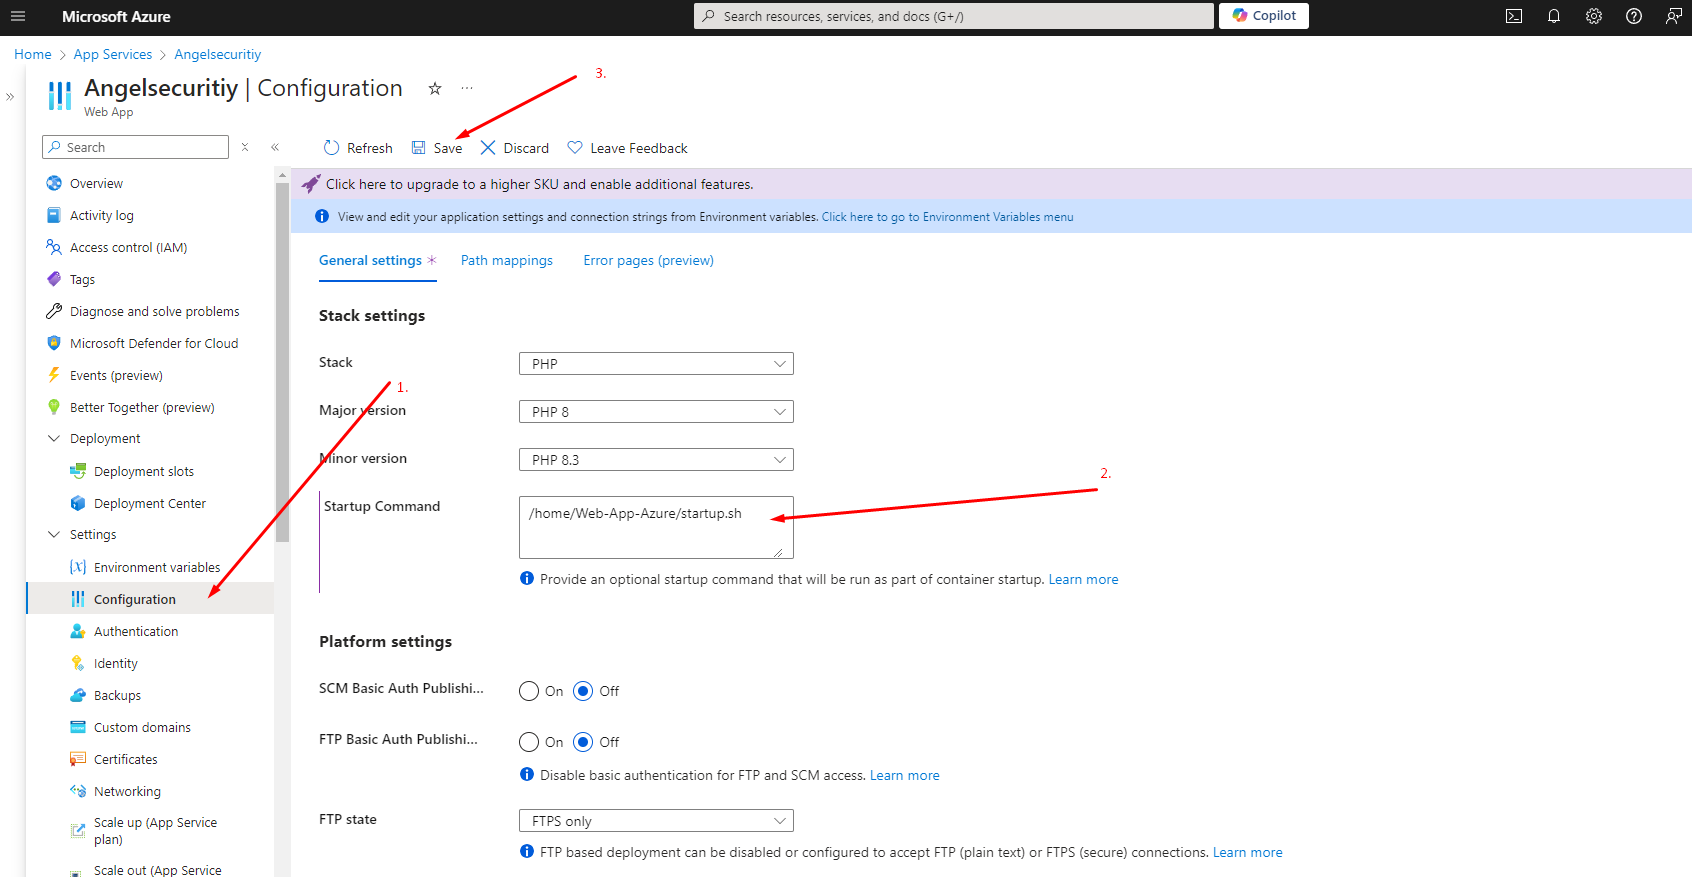 Microsoft Azure
Search resources, services, and docs (G+/)
Copilot
Home > App Services > Angelsecuritiy
Angelsecuritiy | Configuration
Web App
3.
Search
Refresh Save Discard Leave Feedback
Click here to upgrade to a higher SKU and enable additional features.
View and edit your application settings and connection strings from Environment variables. Click here to go to Environment Variables menu
Overview
Activity log
Access control (IAM)
Tags
Diagnose and solve problems
Microsoft Defender for Cloud
Events (preview)
Better Together (preview)
Deployment
Deployment slots
Deployment Center
Settings
Environment variables
Configuration
Authentication
Identity
Backups
Custom domains
Certificates
Networking
Scale up (App Service
plan)
Scale out (App Service
General settings * Path mappings Error pages (preview)
Stack settings
Stack PHP
1.
Major version PHP 8
Minor version PHP 8.3
2.
Startup Command /home/Web-App-Azure/startup.sh
Provide an optional startup command that will be run as part of container startup. Learn more
Platform settings
SCM Basic Auth Publishi... On Off
FTP Basic Auth Publishi... On Off
Disable basic authentication for FTP and SCM access. Learn more
FTP state FTPS only
FTP based deployment can be disabled or configured to accept FTP (plain text) or FTPS (secure) connections. Learn more